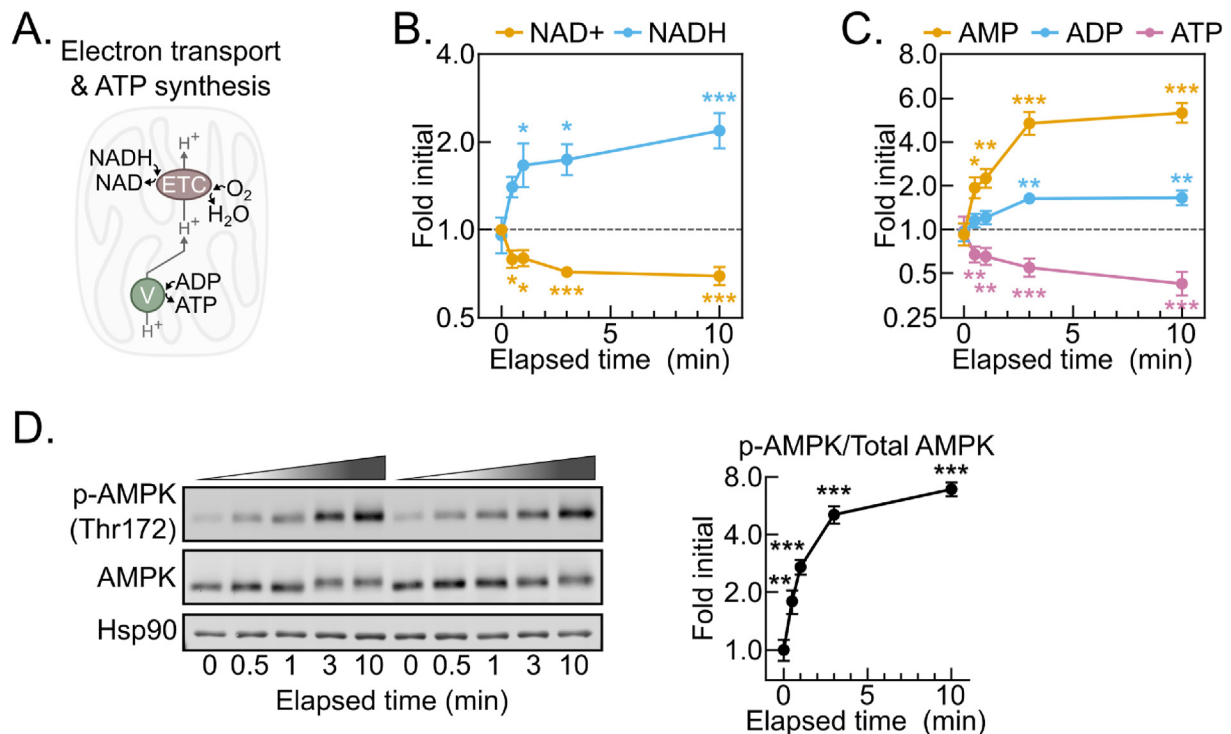 A.
Electron transport
& ATP synthesis
H+
NADH
NAD
ETC
O2
H2O
H+
V
ADP
ATP
H+
B.
NAD+ NADH
Fold initial
4.0
2.0
1.0
0.5
***
*
*
*
*
***
***
0 5 10
Elapsed time (min)
C.
AMP ADP ATP
Fold initial
8.0
6.0
4.0
2.0
1.0
0.5
0.25
***
***
**
*
**
**
**
**
***
***
0 5 10
Elapsed time (min)
D.
p-AMPK
(Thr172)
AMPK
Hsp90
0 0.5 1 3 10 0 0.5 1 3 10
Elapsed time (min)
p-AMPK/Total AMPK
Fold initial
8.0
4.0
2.0
1.0
***
***
***
**
0 5 10
Elapsed time (min)